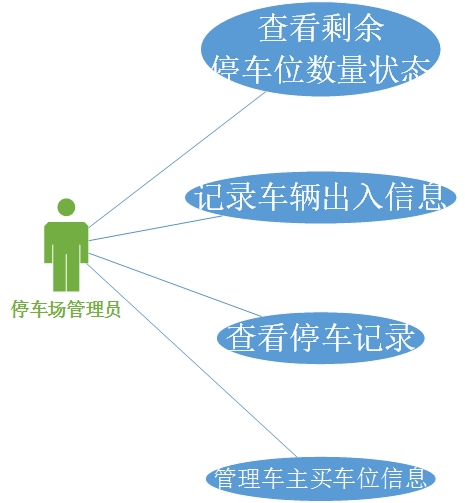 查看剩余
停车位数量状态
记录车辆出入信息
停车场管理员
查看停车记录
管理车主买车位信息